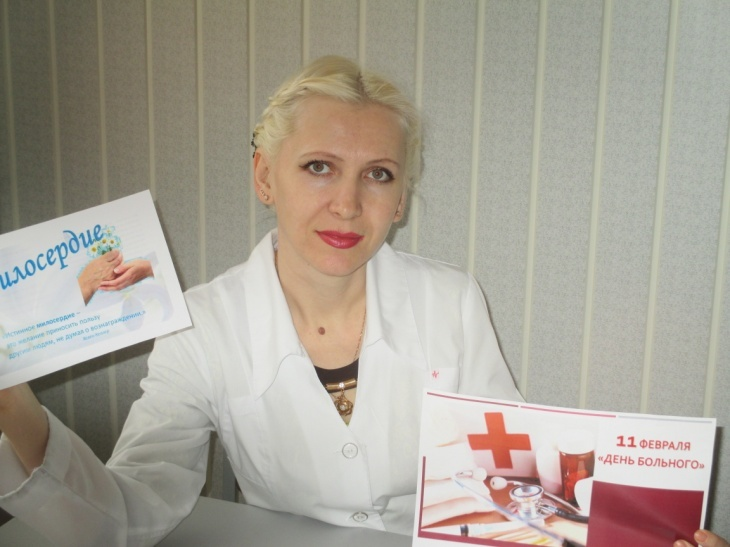 илосердие
Истинное милосердие –
это желание приносить пользу
другим людям, не думая о вознаграждении.»
11 ФЕВРАЛЯ
«ДЕНЬ БОЛЬНОГО»